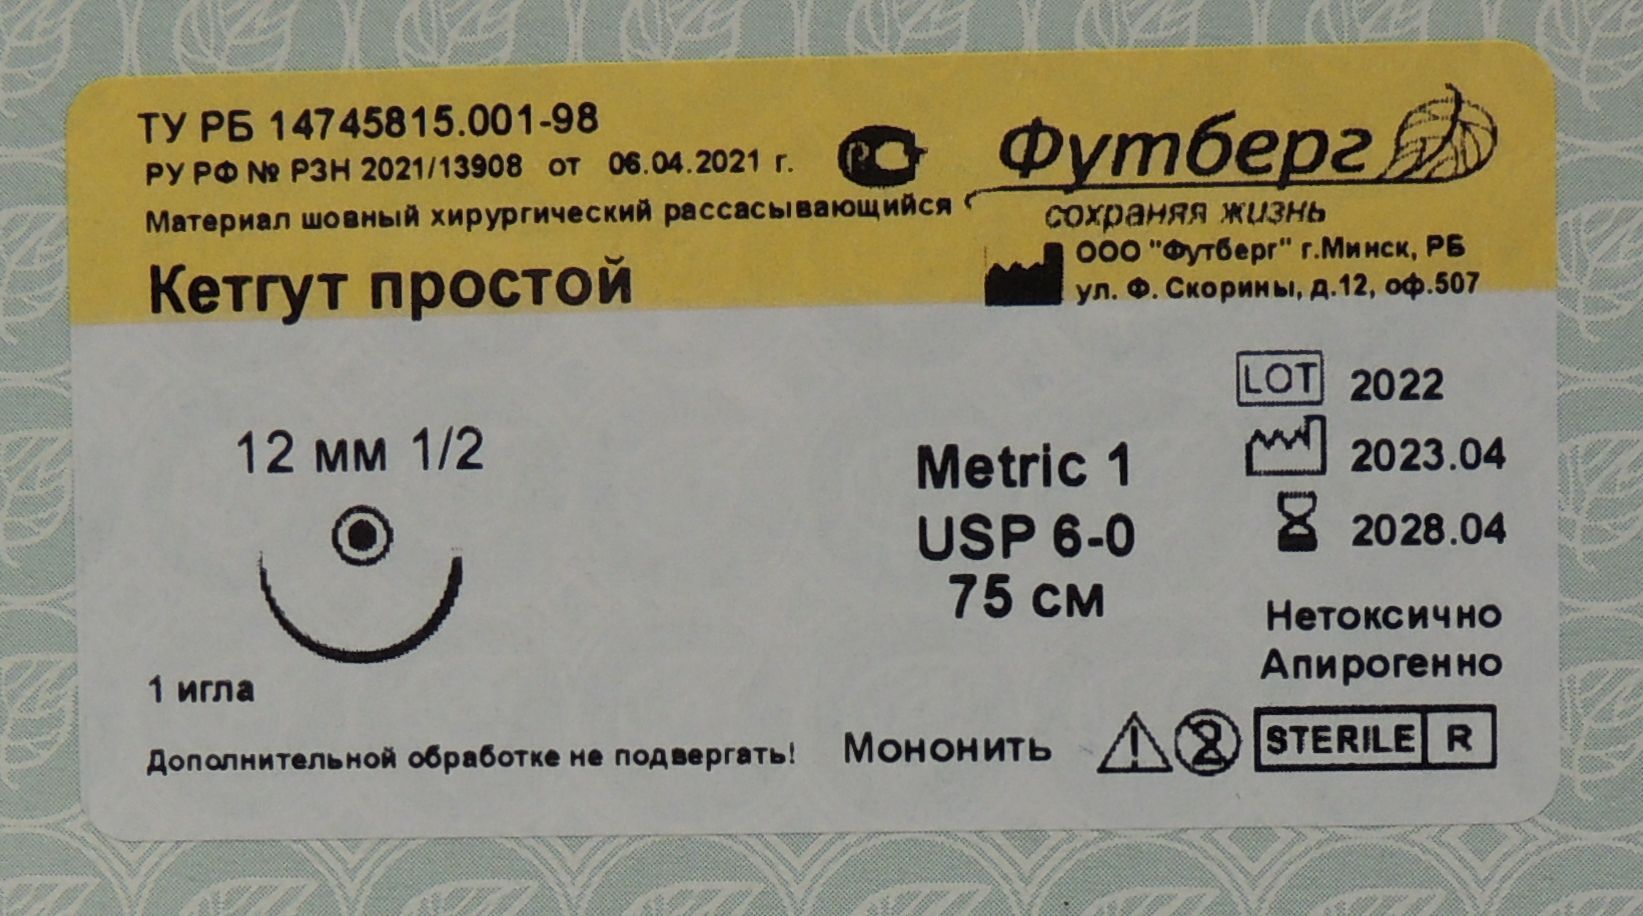 ТУ РБ 14745815.001-98
РУ РФ № РЗН 2021/13908 от 06.04.2021 г.
Материал шовный хирургический рассасывающийся
Кетгут простой
Футберг
сохраняя жизнь
ООО "Футберг" г.Минск, РБ
ул. Ф. Скорины, д.12, оф.507
12 мм 1/2
1 игла
Дополнительной обработке не подвергать!
Metric 1
USP 6-0
75 см
Мононить
LOT 2022
2023.04
2028.04
Нетоксично
Апирогенно
2
STERILE R